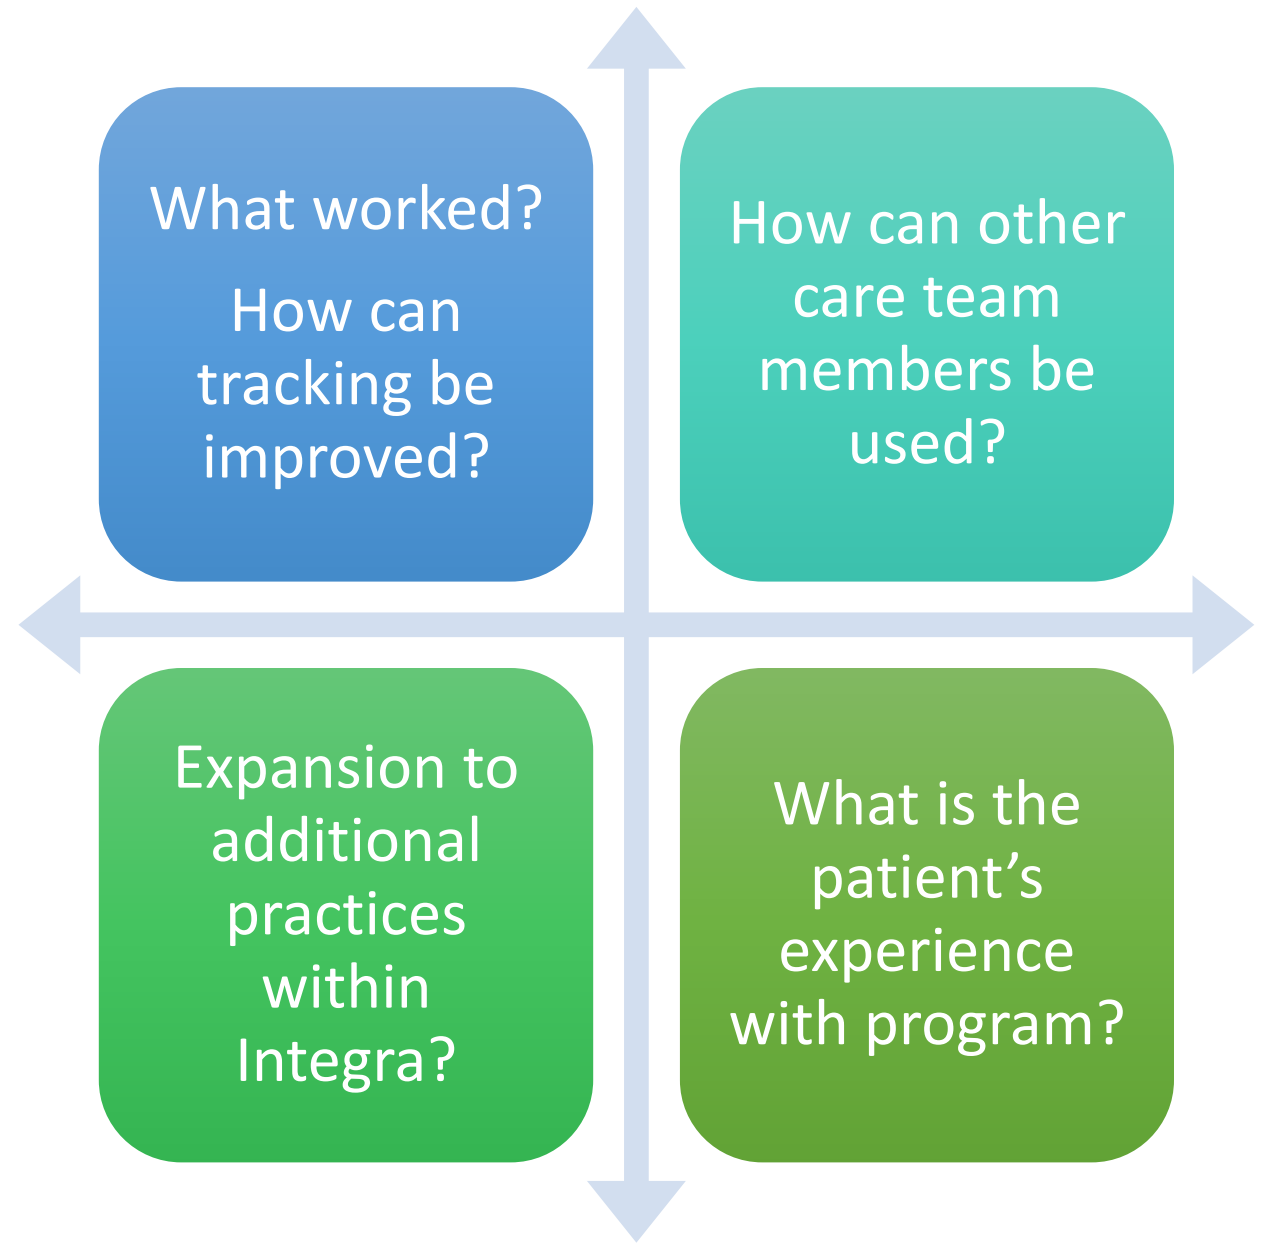 What worked?
How can
tracking be
improved?
How can other
care team
members be
used?
Expansion to
additional
practices
within
Integra?
What is the
patient’s
experience
with program?